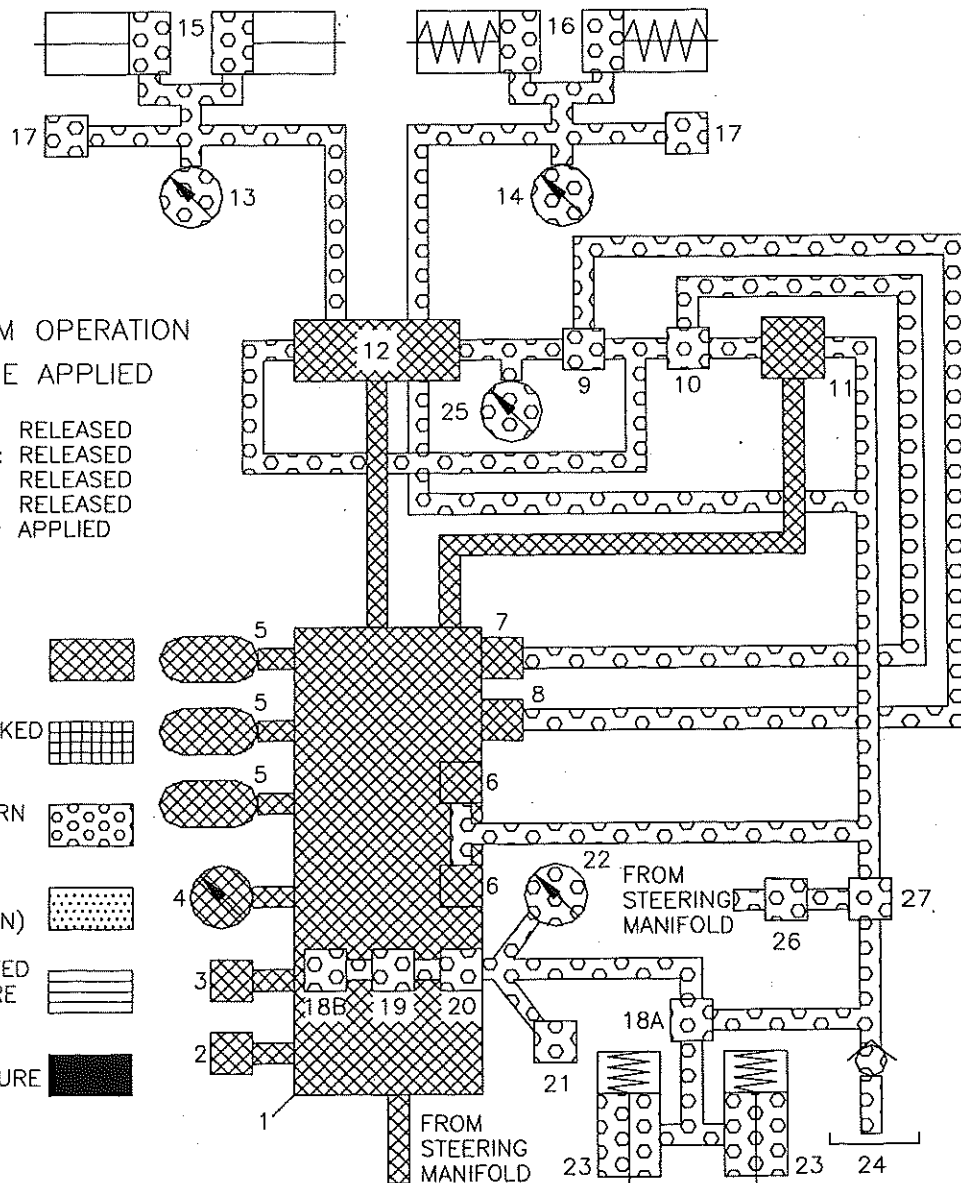 15
16
17
17
13
14
M OPERATION
E APPLIED
12
9
10
11
25
RELEASED
: RELEASED
RELEASED
RELEASED
APPLIED
5
7
5
8
KED
5
6
RN
22
FROM
STEERING
MANIFOLD
4
6
27
N)
26
ED
RE
3
18B
19
20
18A
2
21
URE
1
FROM
STEERING
MANIFOLD
23
23
24